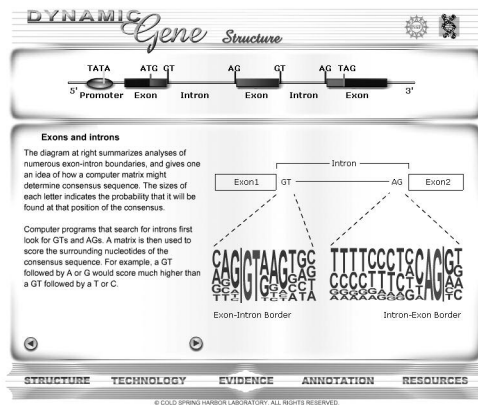 DYNAMIC
Gene Structure
TATA ATG GT AG GT AG TAG
5' Promoter Exon Intron Exon Intron Exon 3'
Exons and introns
The diagram at right summarizes analyses of
numerous exon-intron boundaries, and gives one
an idea of how a computer matrix might
determine consensus sequence. The sizes of
each letter indicates the probability that it will be
found at that position of the consensus.
Computer programs that search for introns first
look for GTs and AGs. A matrix is then used to
score the surrounding nucleotides of the
consensus sequence. For example, a GT
followed by A or G would score much higher than
a GT followed by a T or C.
Intron
Exon1 GT AG Exon2
CAG GTAAGTGC
TTTTCCCTCACAGG
Exon-Intron Border Intron-Exon Border
STRUCTURE TECHNOLOGY EVIDENCE ANNOTATION RESOURCES
© COLD SPRING HARBOR LABORATORY. ALL RIGHTS RESERVED.